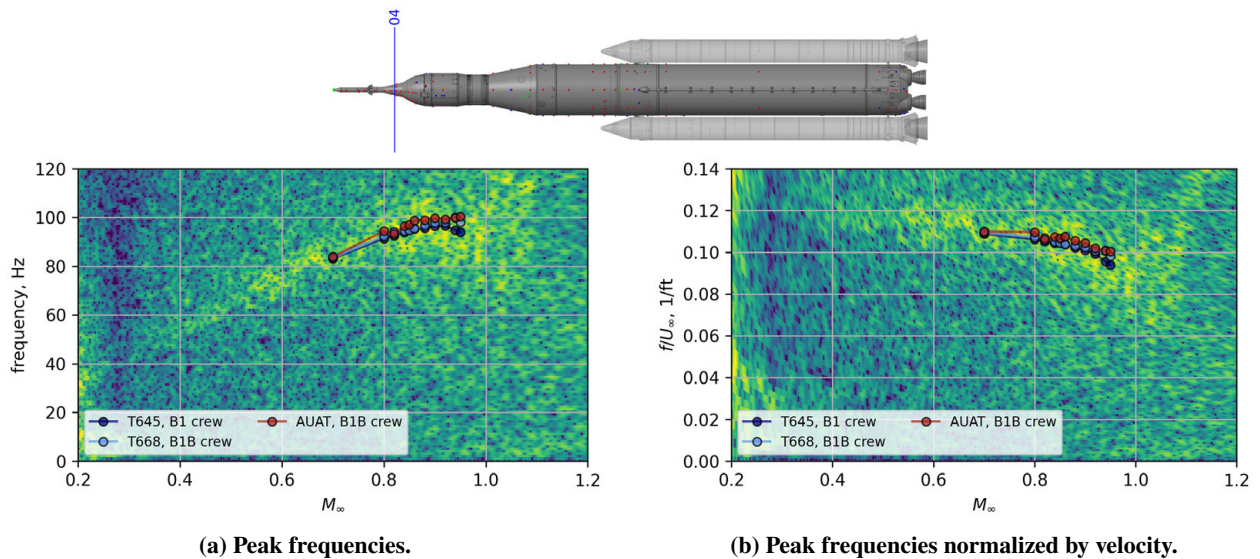 04
120
100
80
60
40
20
0
frequency, Hz
T645, B1 crew
T668, B1B crew
AUAT, B1B crew
0.2 0.4 0.6 0.8 1.0 1.2
M∞
(a) Peak frequencies.
0.14
0.12
0.10
0.08
0.06
0.04
0.02
0.00
f/U∞, 1/ft
T645, B1 crew
T668, B1B crew
AUAT, B1B crew
0.2 0.4 0.6 0.8 1.0 1.2
M∞
(b) Peak frequencies normalized by velocity.